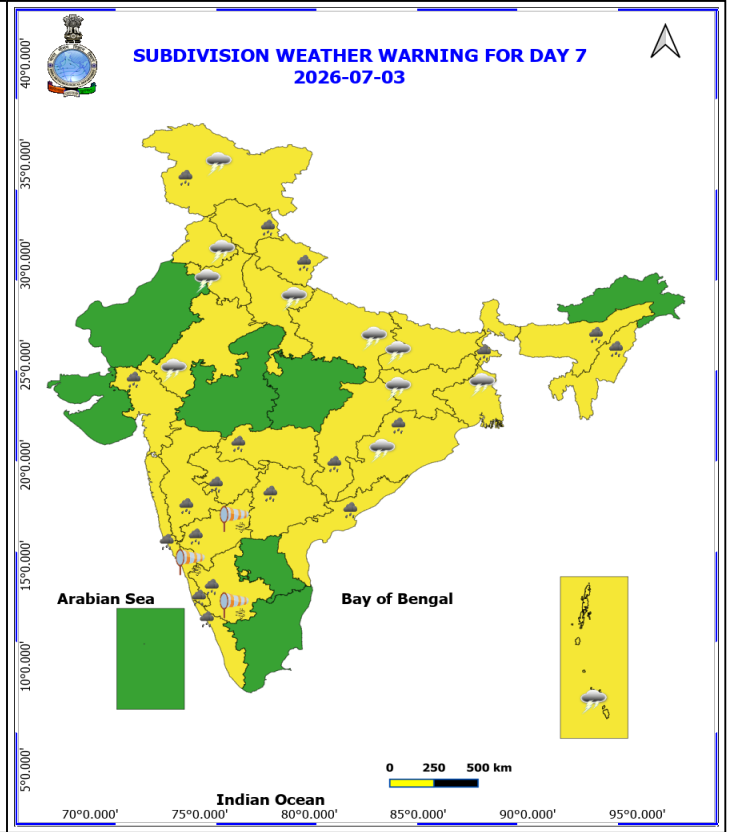 SUBDIVISION WEATHER WARNING FOR DAY 7
2026-07-03
40°0.000'
35°0.000'
30°0.000'
25°0.000'
20°0.000'
15°0.000'
10°0.000'
5°0.000'
Arabian Sea
Bay of Bengal
0 250 500 km
Indian Ocean
70°0.000' 75°0.000' 80°0.000' 85°0.000' 90°0.000' 95°0.000'